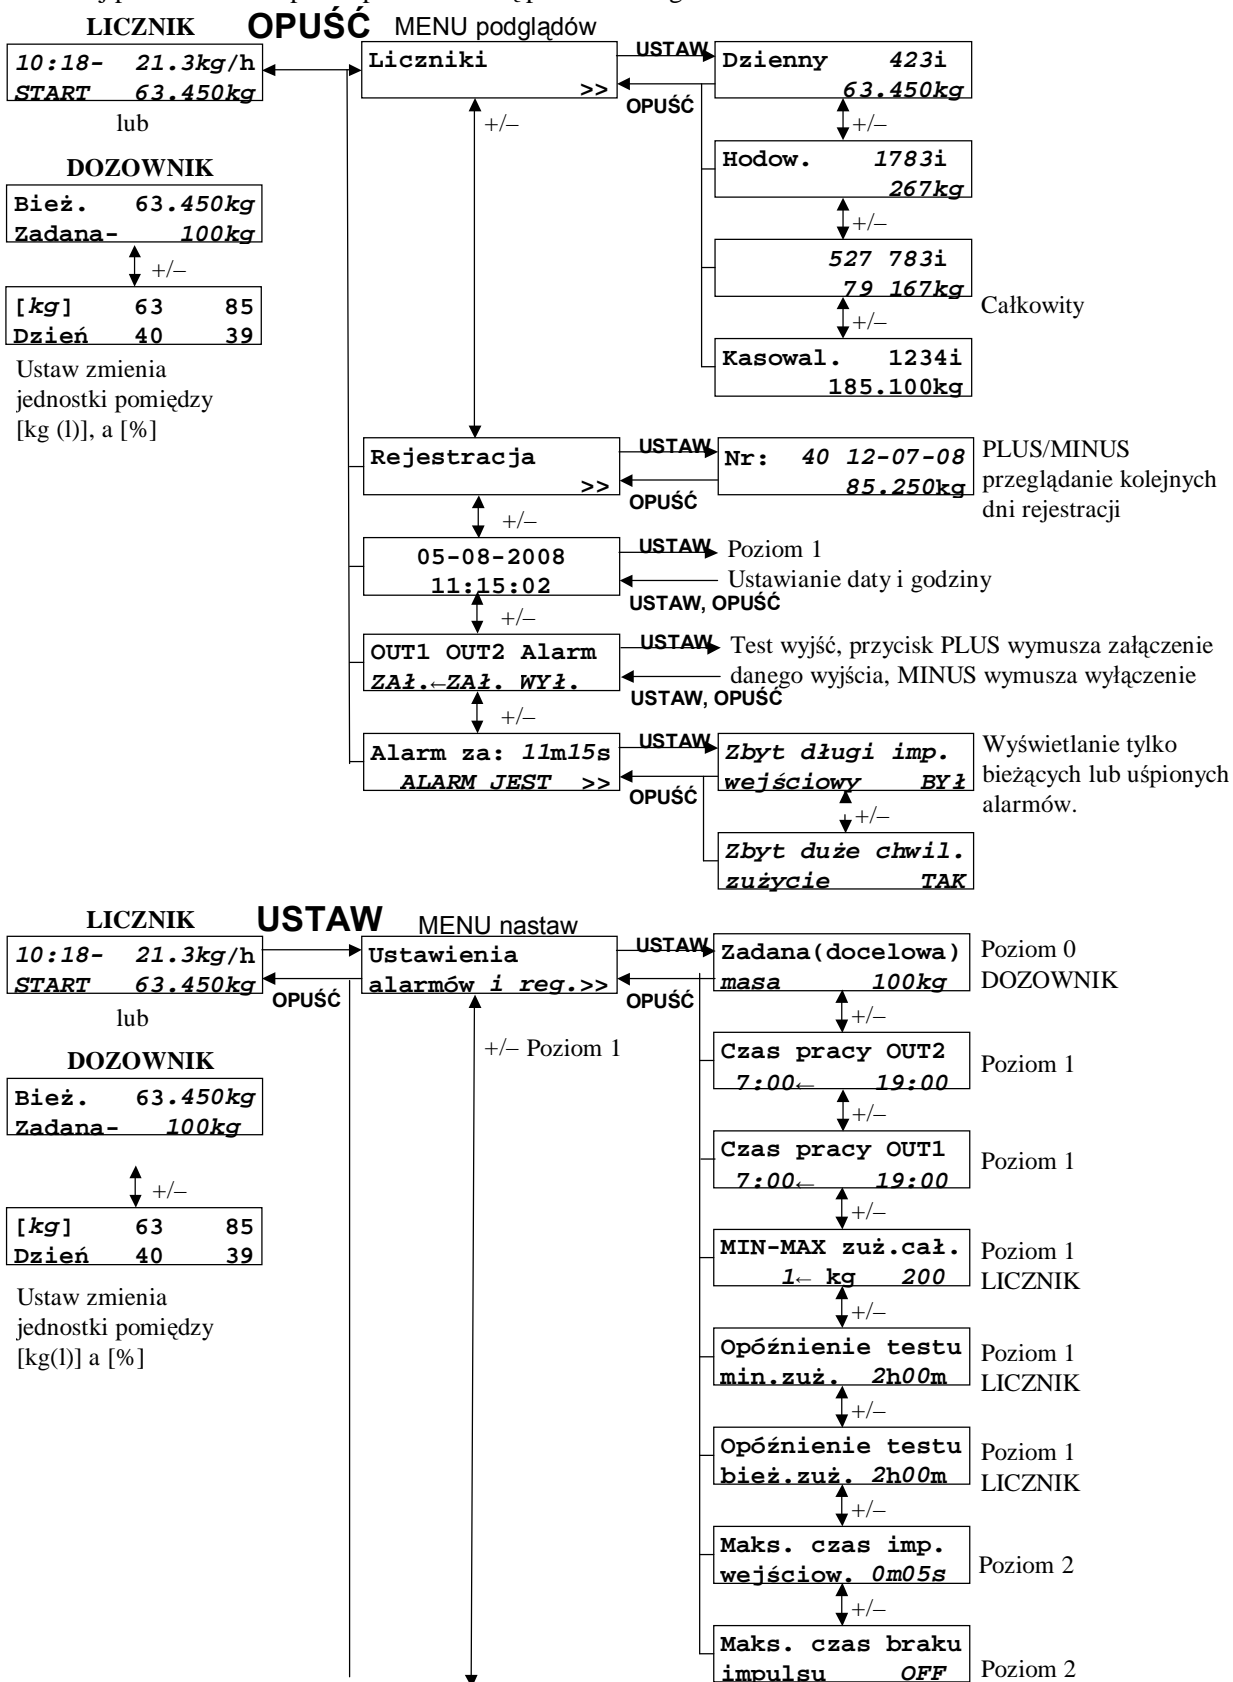 LICZNIK OPUŚĆ MENU podglądów
10:18- 21.3kg/h
START 63.450kg
lub
DOZOWNIK
Bież. 63.450kg
Zadana- 100kg
+/–
[kg] 63 85
Dzień 40 39
Ustaw zmienia
jednostki pomiędzy
[kg (l)], a [%]
Liczniki
>>
USTAW
OPUŚĆ
+/–
Dzienny 423i
63.450kg
+/–
Hodow. 1783i
267kg
+/–
527 783i
79 167kg
Całkowity
+/–
Kasowal. 1234i
185.100kg
Rejestracja
>>
USTAW
OPUŚĆ
Nr: 40 12-07-08
85.250kg
PLUS/MINUS
przeglądanie kolejnych
dni rejestracji
+/–
05-08-2008
11:15:02
USTAW
Poziom 1
Ustawianie daty i godziny
USTAW, OPUŚĆ
+/–
OUT1 OUT2 Alarm
ZAŁ.←ZAŁ. WYŁ.
USTAW
Test wyjść, przycisk PLUS wymusza załączenie
danego wyjścia, MINUS wymusza wyłączenie
USTAW, OPUŚĆ
+/–
Alarm za: 11m15s
ALARM JEST >>
USTAW
OPUŚĆ
Zbyt długi imp.
wejściowy BYŁ
Wyświetlanie tylko
bieżących lub uśpionych
alarmów.
+/–
Zbyt duże chwil.
zużycie TAK
LICZNIK USTAW MENU nastaw
10:18- 21.3kg/h
START 63.450kg
OPUŚĆ
lub
DOZOWNIK
Bież. 63.450kg
Zadana- 100kg
+/–
[kg] 63 85
Dzień 40 39
Ustaw zmienia
jednostki pomiędzy
[kg(l)] a [%]
Ustawienia
alarmów i reg.>>
USTAW
OPUŚĆ
+/– Poziom 1
Zadana(docelowa)
masa 100kg
Poziom 0
DOZOWNIK
+/–
Czas pracy OUT2
7:00← 19:00
Poziom 1
+/–
Czas pracy OUT1
7:00← 19:00
Poziom 1
+/–
MIN-MAX zuż.cał.
1← kg 200
Poziom 1
LICZNIK
+/–
Opóźnienie testu
min.zuż. 2h00m
Poziom 1
LICZNIK
+/–
Opóźnienie testu
bież.zuż. 2h00m
Poziom 1
LICZNIK
+/–
Maks. czas imp.
wejściow. 0m05s
Poziom 2
+/–
Maks. czas braku
impulsu OFF
Poziom 2